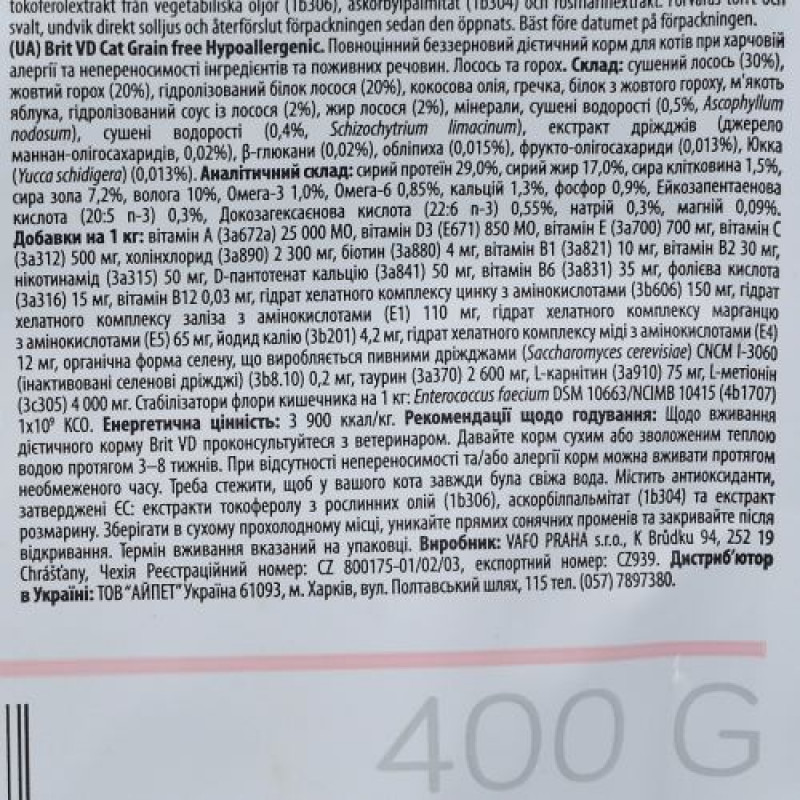 tokoferolextrakt från vegetabiliska oljor (1b306), askorbylpalmitat (1b304) och rosmarinextrakt. Förvaras torrt och
svalt, undvik direkt solljus och återförslut förpackningen sedan den öppnats. Bäst före datumet på förpackningen.
(UA) Brit VD Cat Grain free Hypoallergenic. Повноцінний беззерновий дієтичний корм для котів при харчовій
алергії та непереносимості інгредієнтів та поживних речовин. Лосось та горох. Склад: сушений лосось (30%),
жовтий горох (20%), гідролізований білок лосося (20%), кокосова олія, гречка, білок з жовтого гороху, м'якоть
яблука, гідролізований соус із лосося (2%), жир лосося (2%), мінерали, сушені водорості (0,5%, Ascophyllum
nodosum), сушені водорості (0,4%, Schizochytrium limacinum), екстракт дріжджів (джерело
маннан-олігосахаридів, 0,02%), β-глюкани (0,02%), обліпиха (0,015%), фрукто-олігосахариди (0,013%), Юкка
(Yucca schidigera) (0,013%). Аналітичний склад: сирий протеїн 29,0%, сирий жир 17,0%, сира клітковина 1,5%,
сира зола 7,2%, волога 10%, Омега-3 1,0%, Омега-6 0,85%, кальцій 1,3%, фосфор 0,9%, Ейкозапентаенова
кислота (20:5 n-3) 0,3%, Докозагексаєнова кислота (22:6 n-3) 0,55%, натрій 0,3%, магній 0,09%.
Добавки на 1 кг: вітамін А (3a672a) 25 000 МО, вітамін D3 (E671) 850 МО, вітамін Е (3a700) 700 мг, вітамін С
(3a312) 500 мг, холінхлорид (3a890) 2 300 мг, біотин (3a880) 4 мг, вітамін В1 (3a821) 10 мг, вітамін В2 30 мг,
нікотинамід (3a315) 50 мг, D-пантотенат кальцію (3a841) 50 мг, вітамін В6 (3a831) 35 мг, фолієва кислота
(3a316) 15 мг, вітамін В12 0,03 мг, гідрат хелатного комплексу цинку з амінокислотами (3b606) 150 мг, гідрат
хелатного комплексу заліза з амінокислотами (Е1) 110 мг, гідрат хелатного комплексу марганцю
з амінокислотами (Е5) 65 мг, йодид калію (3b201) 4,2 мг, гідрат хелатного комплексу міді з амінокислотами (Е4)
12 мг, органічна форма селену, що виробляється пивними дріжджами (Saccharomyces cerevisiae) CNCM I-3060
(інактивовані селенові дріжджі) (3b8.10) 0,2 мг, таурин (3a370) 2 600 мг, L-карнітин (3a910) 75 мг, L-метіонін
(3c305) 4 000 мг. Стабілізатори флори кишечника на 1 кг: Enterococcus faecium DSM 10663/NCIMB 10415 (4b1707)
1x10⁹ КСО. Енергетична цінність: 3 900 ккал/кг. Рекомендації щодо годування: Щодо вживання
дієтичного корму Brit VD проконсультуйтеся з ветеринаром. Давайте корм сухим або зволоженим теплою
водою протягом 3–8 тижнів. При відсутності непереносимості та/або алергії корм можна вживати протягом
необмеженого часу. Треба стежити, щоб у вашого кота завжди була свіжа вода. Містить антиоксиданти,
затверджені ЄС: екстракти токоферолу з рослинних олій (1b306), аскорбілпальмітат (1b304) та екстракт
розмарину. Зберігати в сухому прохолодному місці, уникайте прямих сонячних променів та закривайте після
відкривання. Термін вживання вказаний на упаковці. Виробник: VAFO PRAHA s.r.o., K Brůdku 94, 252 19
Chrášťany, Чехія Реєстраційний номер: CZ 800175-01/02/03, експортний номер: CZ939. Дистриб'ютор
в Україні: ТОВ "АЙПЕТ" Україна 61093, м. Харків, вул. Полтавський шлях, 115 тел. (057) 7897380.
400 G